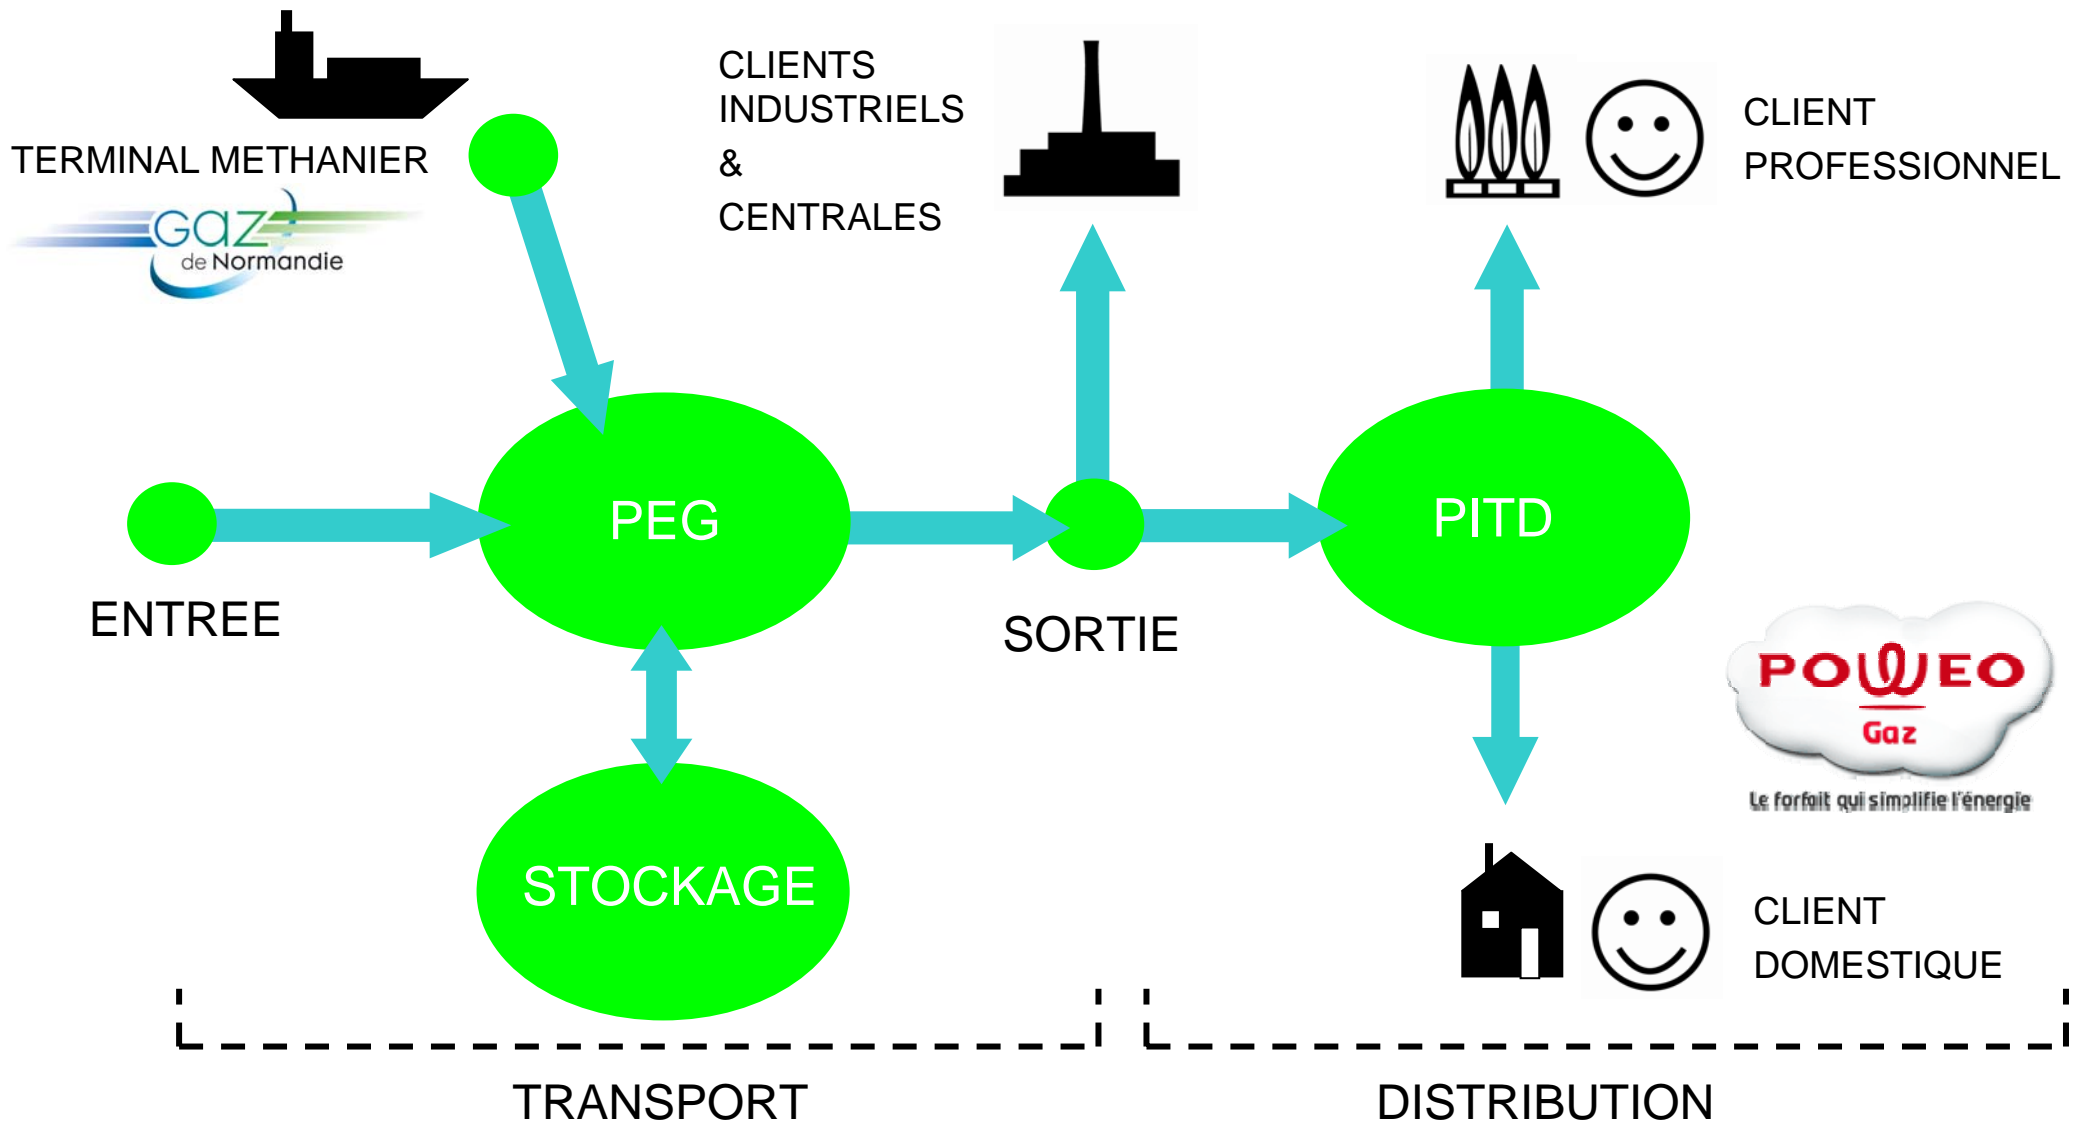 TERMINAL METHANIER
Gaz
de Normandie
CLIENTS
INDUSTRIELS
&
CENTRALES
CLIENT
PROFESSIONNEL
ENTREE
PEG
SORTIE
PITD
POWEO
Gaz
Le forfait qui simplifie l'énergie
STOCKAGE
CLIENT
DOMESTIQUE
TRANSPORT
DISTRIBUTION